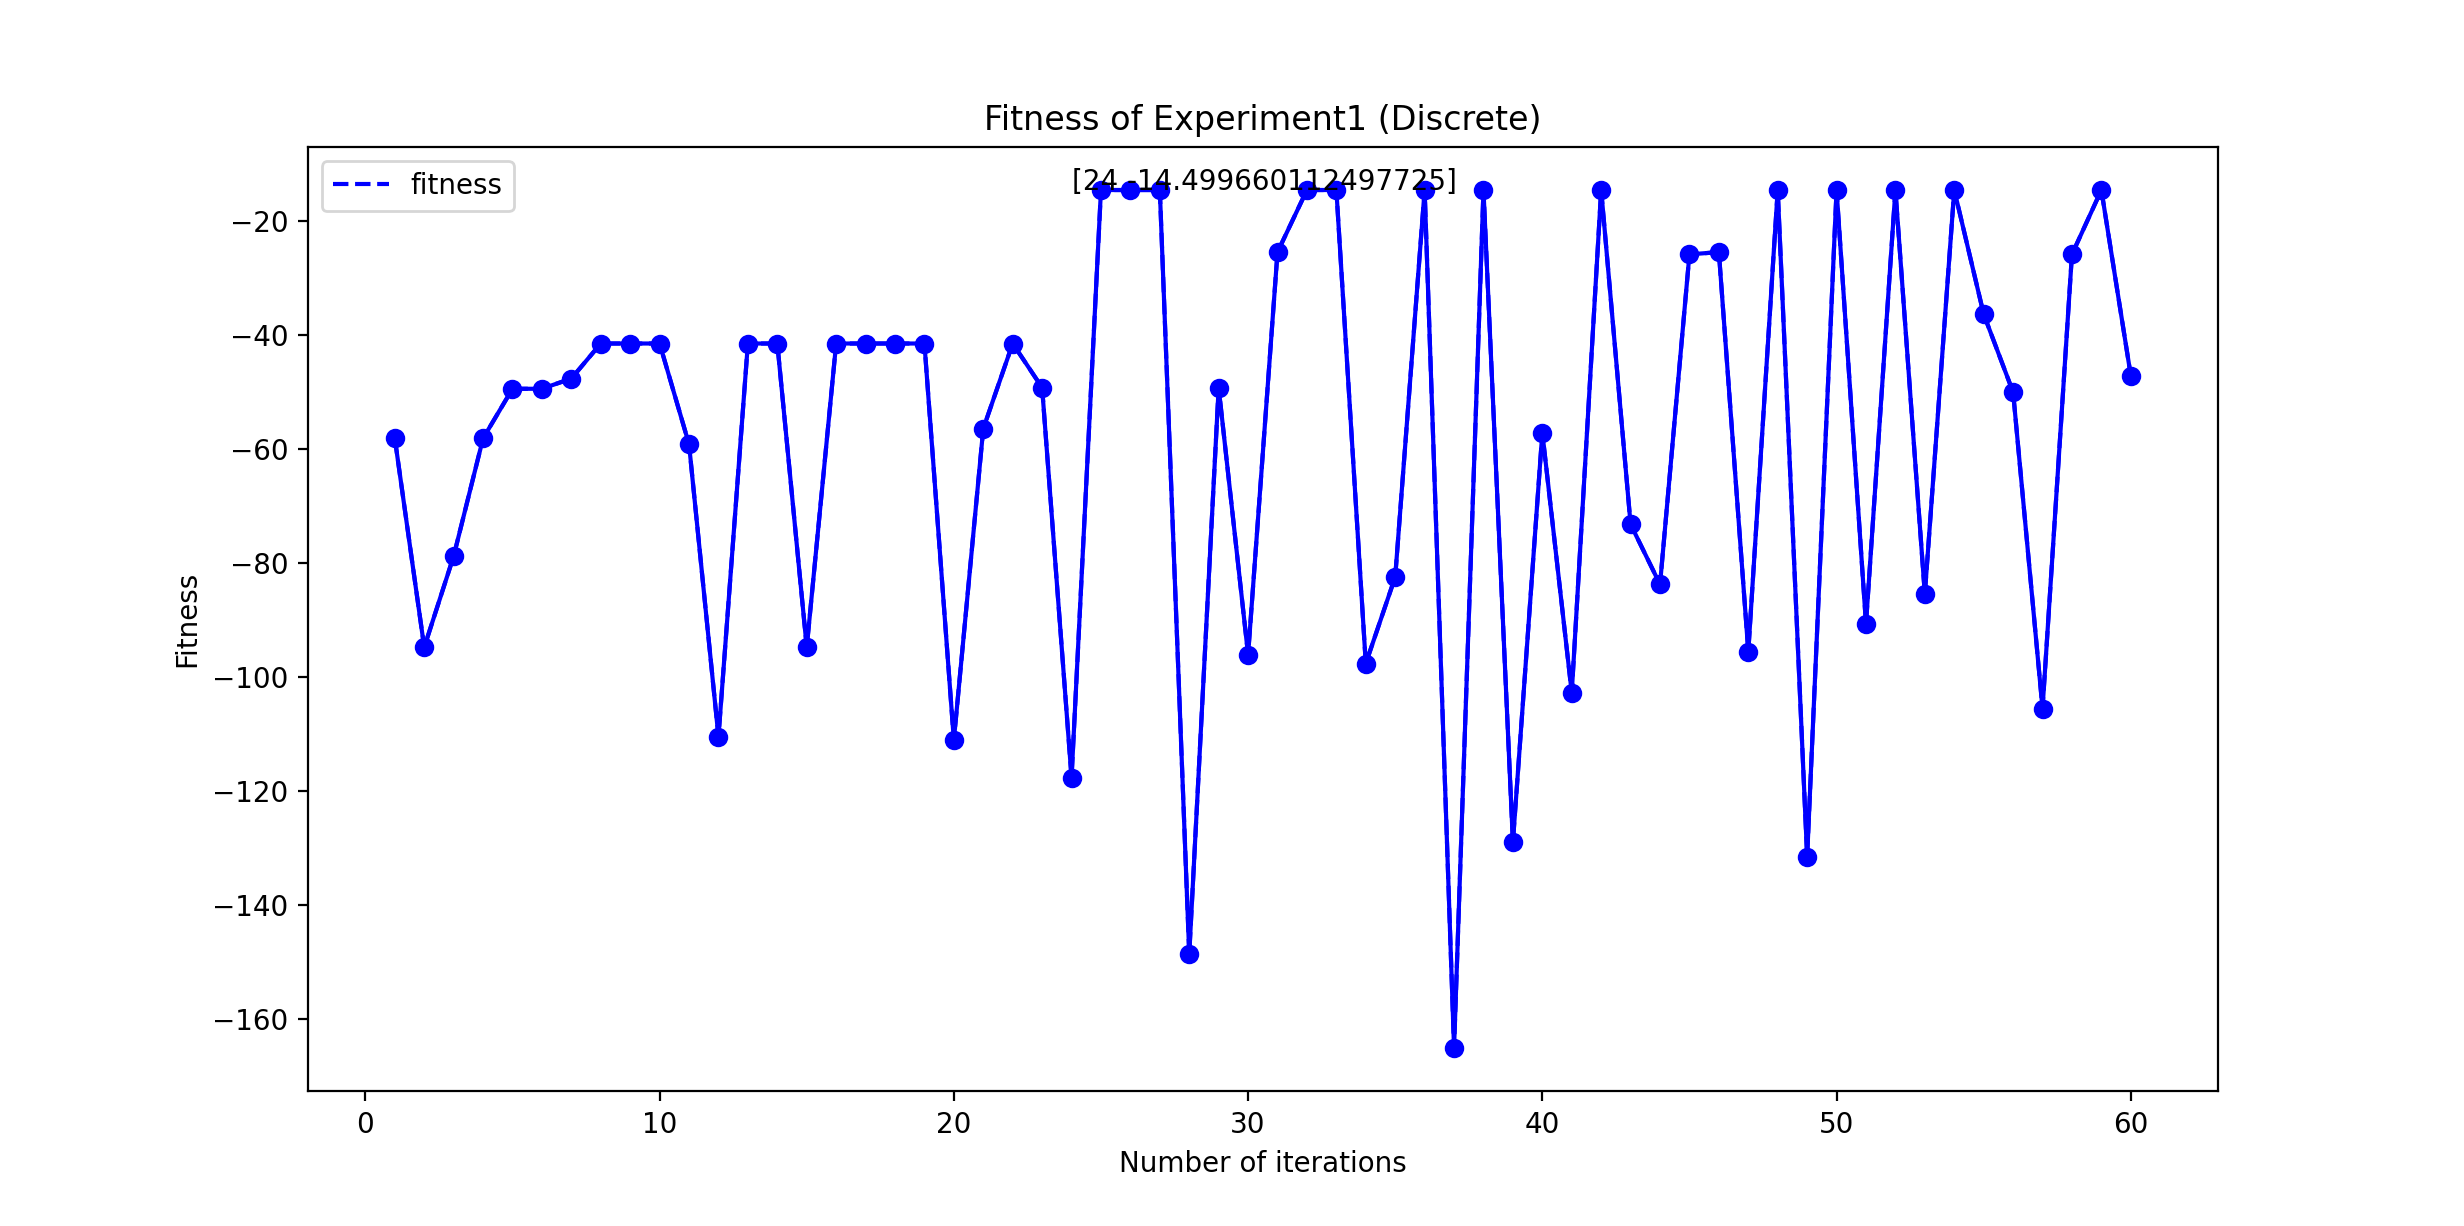 Fitness of Experiment1 (Discrete)
fitness
[24 -14.499660112497725]
−20
−40
−60
−80
−100
−120
−140
−160
Fitness
0 10 20 30 40 50 60
Number of iterations